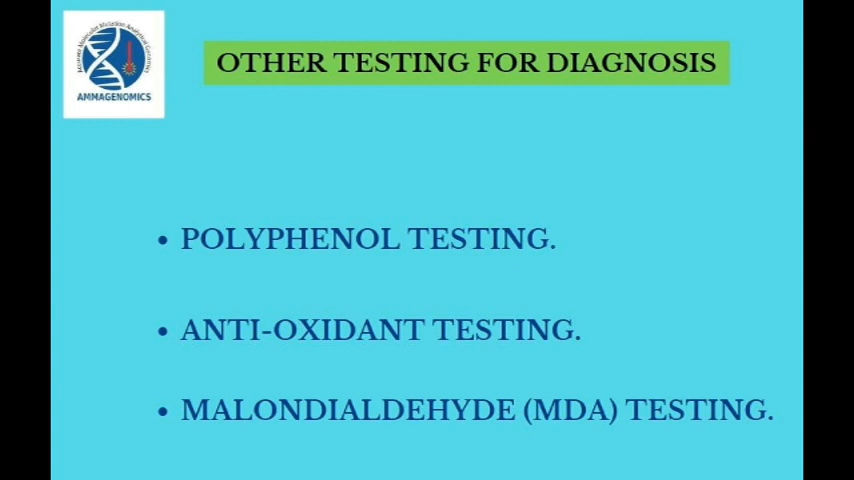 AMMAGENOMICS
OTHER TESTING FOR DIAGNOSIS
• POLYPHENOL TESTING.
• ANTI-OXIDANT TESTING.
• MALONDIALDEHYDE (MDA) TESTING.